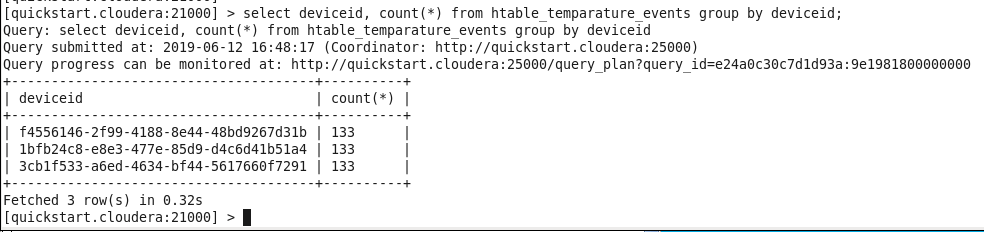 [quickstart.cloudera:21000] > select deviceid, count(*) from htable_temparature_events group by deviceid;
Query: select deviceid, count(*) from htable_temparature_events group by deviceid
Query submitted at: 2019-06-12 16:48:17 (Coordinator: http://quickstart.cloudera:25000)
Query progress can be monitored at: http://quickstart.cloudera:25000/query_plan?query_id=e24a0c30c7d1d93a:9e1981800000000
+--------------------------------------+----------+
| deviceid                             | count(*) |
+--------------------------------------+----------+
| f4556146-2f99-4188-8e44-48bd9267d31b | 133      |
| 1bfb24c8-e8e3-477e-85d9-d4c6d41b51a4 | 133      |
| 3cb1f533-a6ed-4634-bf44-5617660f7291 | 133      |
+--------------------------------------+----------+
Fetched 3 row(s) in 0.32s
[quickstart.cloudera:21000] >